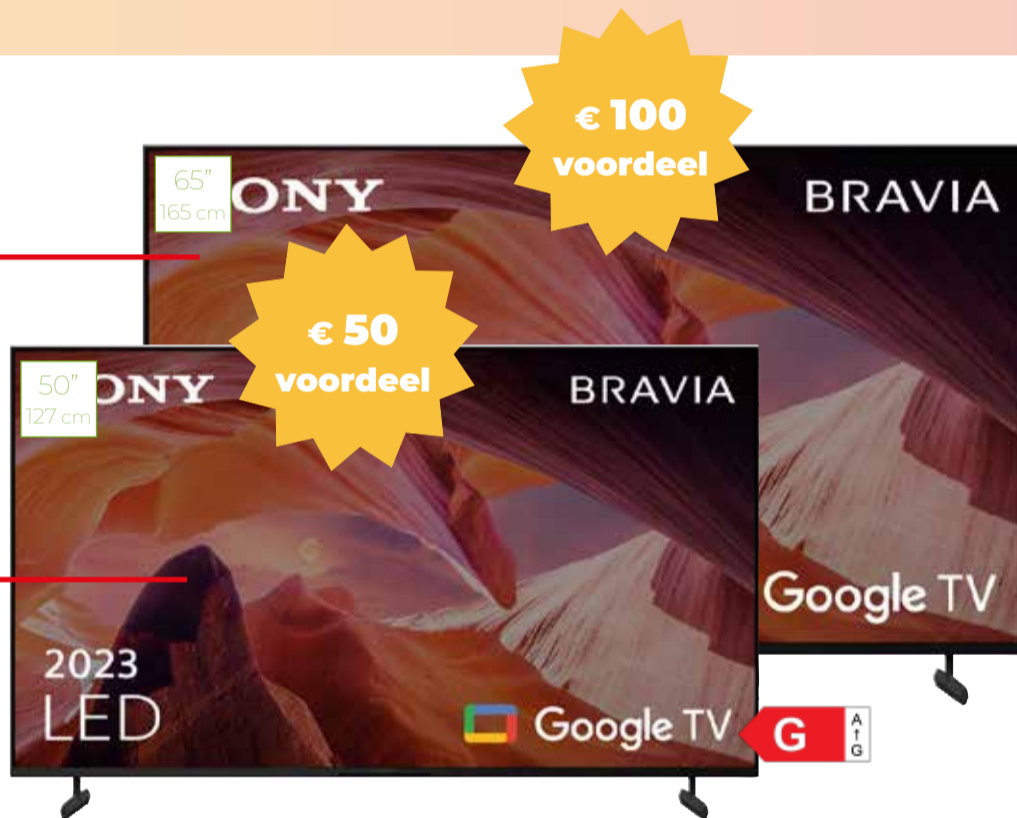 € 100
voordeel
65"
165 cm
ONY
BRAVIA
€ 50
voordeel
50"
127 cm
ONY
BRAVIA
Google TV
2023
LED
Google TV
G
A
↑
G